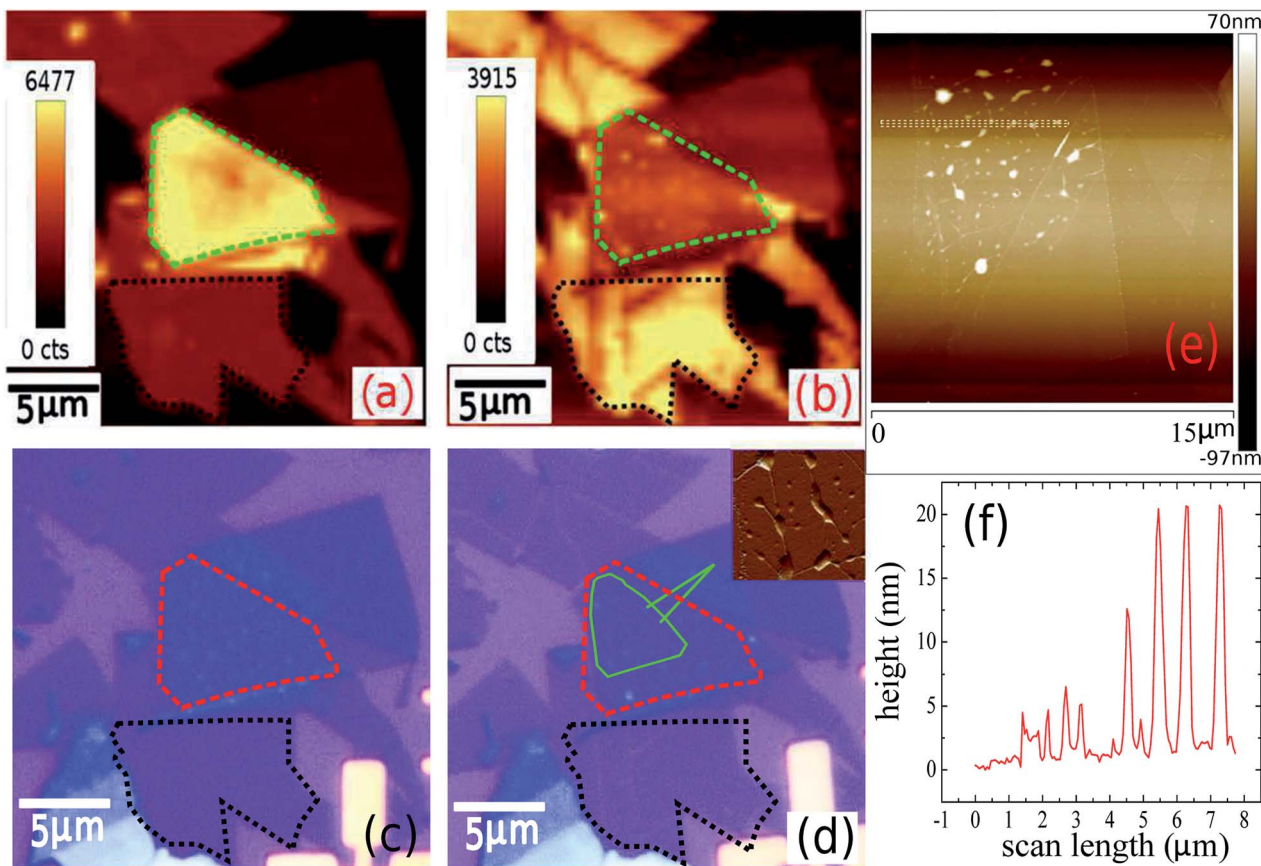 6477
0 cts
5μm
(a)
3915
0 cts
5μm
(b)
70nm
(e)
0
15μm
-97nm
5μm
(c)
5μm
(d)
(f)
20
15
10
5
0
height (nm)
-1 0 1 2 3 4 5 6 7 8
scan length (μm)